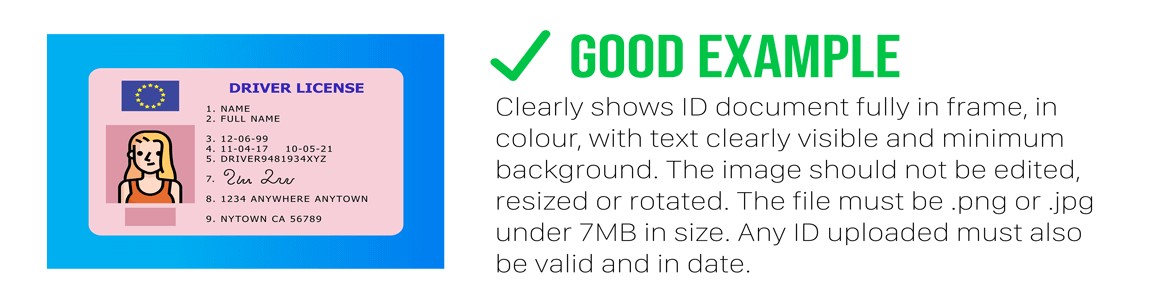 DRIVER LICENSE
1. NAME
2. FULL NAME
3. 12-06-99
4. 11-04-17 10-05-21
5. DRIVER9481934XYZ
7.
8. 1234 ANYWHERE ANYTOWN
9. NYTOWN CA 56789
GOOD EXAMPLE
Clearly shows ID document fully in frame, in
colour, with text clearly visible and minimum
background. The image should not be edited,
resized or rotated. The file must be .png or .jpg
under 7MB in size. Any ID uploaded must also
be valid and in date.